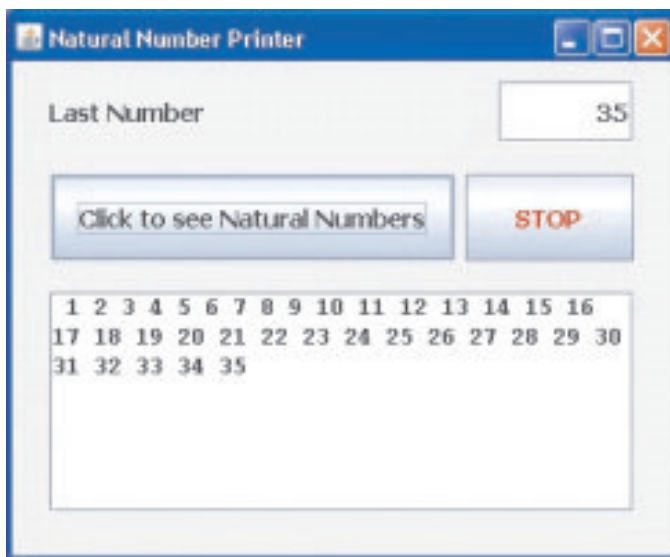 Natural Number Printer
Last Number 35
Click to see Natural Numbers STOP
1 2 3 4 5 6 7 8 9 10 11 12 13 14 15 16
17 18 19 20 21 22 23 24 25 26 27 28 29 30
31 32 33 34 35